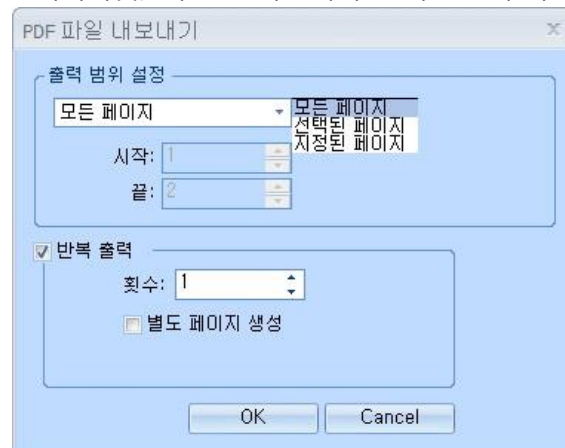 PDF 파일 내보내기
출력 범위 설정
모든 페이지
모든 페이지
선택된 페이지
지정된 페이지
시작: 1
끝: 2
반복 출력
횟수: 1
별도 페이지 생성
OK Cancel